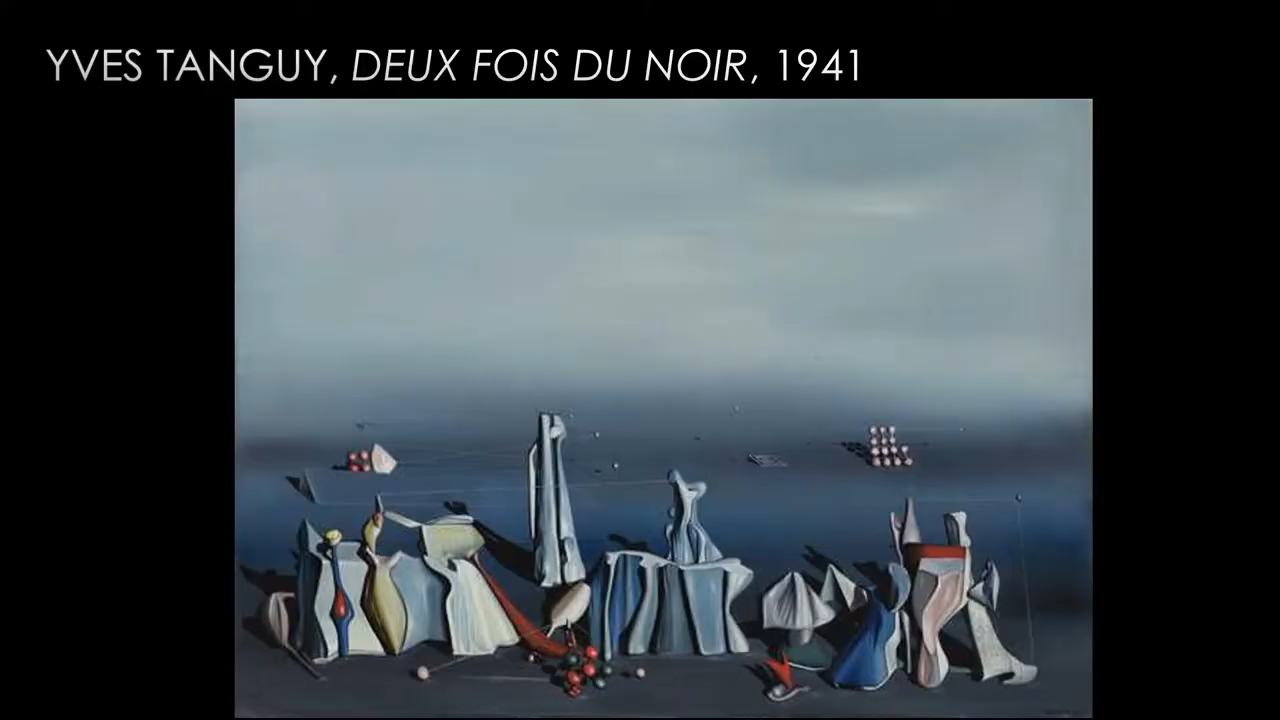 YVES TANGUY, DEUX FOIS DU NOIR, 1941